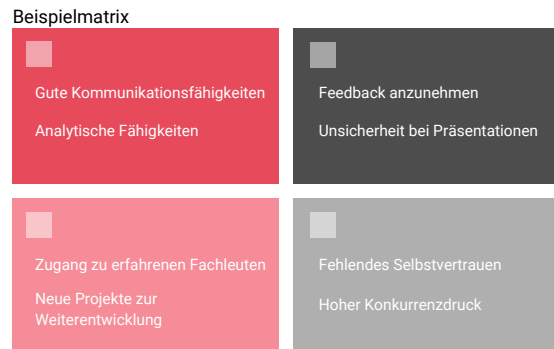 Beispielmatrix
Gute Kommunikationsfähigkeiten
Analytische Fähigkeiten
Feedback anzunehmen
Unsicherheit bei Präsentationen
Zugang zu erfahrenen Fachleuten
Neue Projekte zur
Weiterentwicklung
Fehlendes Selbstvertrauen
Hoher Konkurrenzdruck